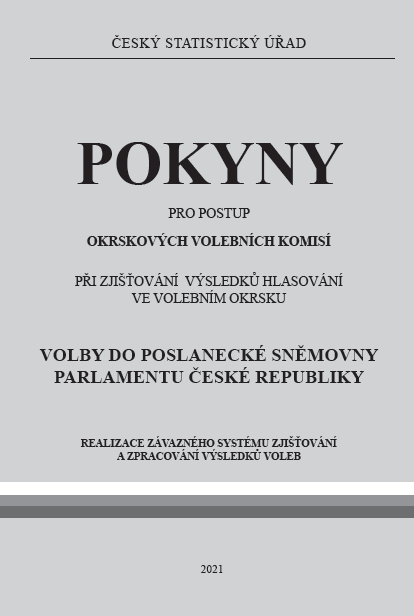 ČESKÝ STATISTICKÝ ÚŘAD
POKYNY
PRO POSTUP
OKRSKOVÝCH VOLEBNÍCH KOMISÍ
PŘI ZJIŠŤOVÁNÍ VÝSLEDKŮ HLASOVÁNÍ
VE VOLEBNÍM OKRSKU
VOLBY DO POSLANECKÉ SNĚMOVNY
PARLAMENTU ČESKÉ REPUBLIKY
REALIZACE ZÁVAZNÉHO SYSTÉMU ZJIŠŤOVÁNÍ
A ZPRACOVÁNÍ VÝSLEDKŮ VOLEB
2021